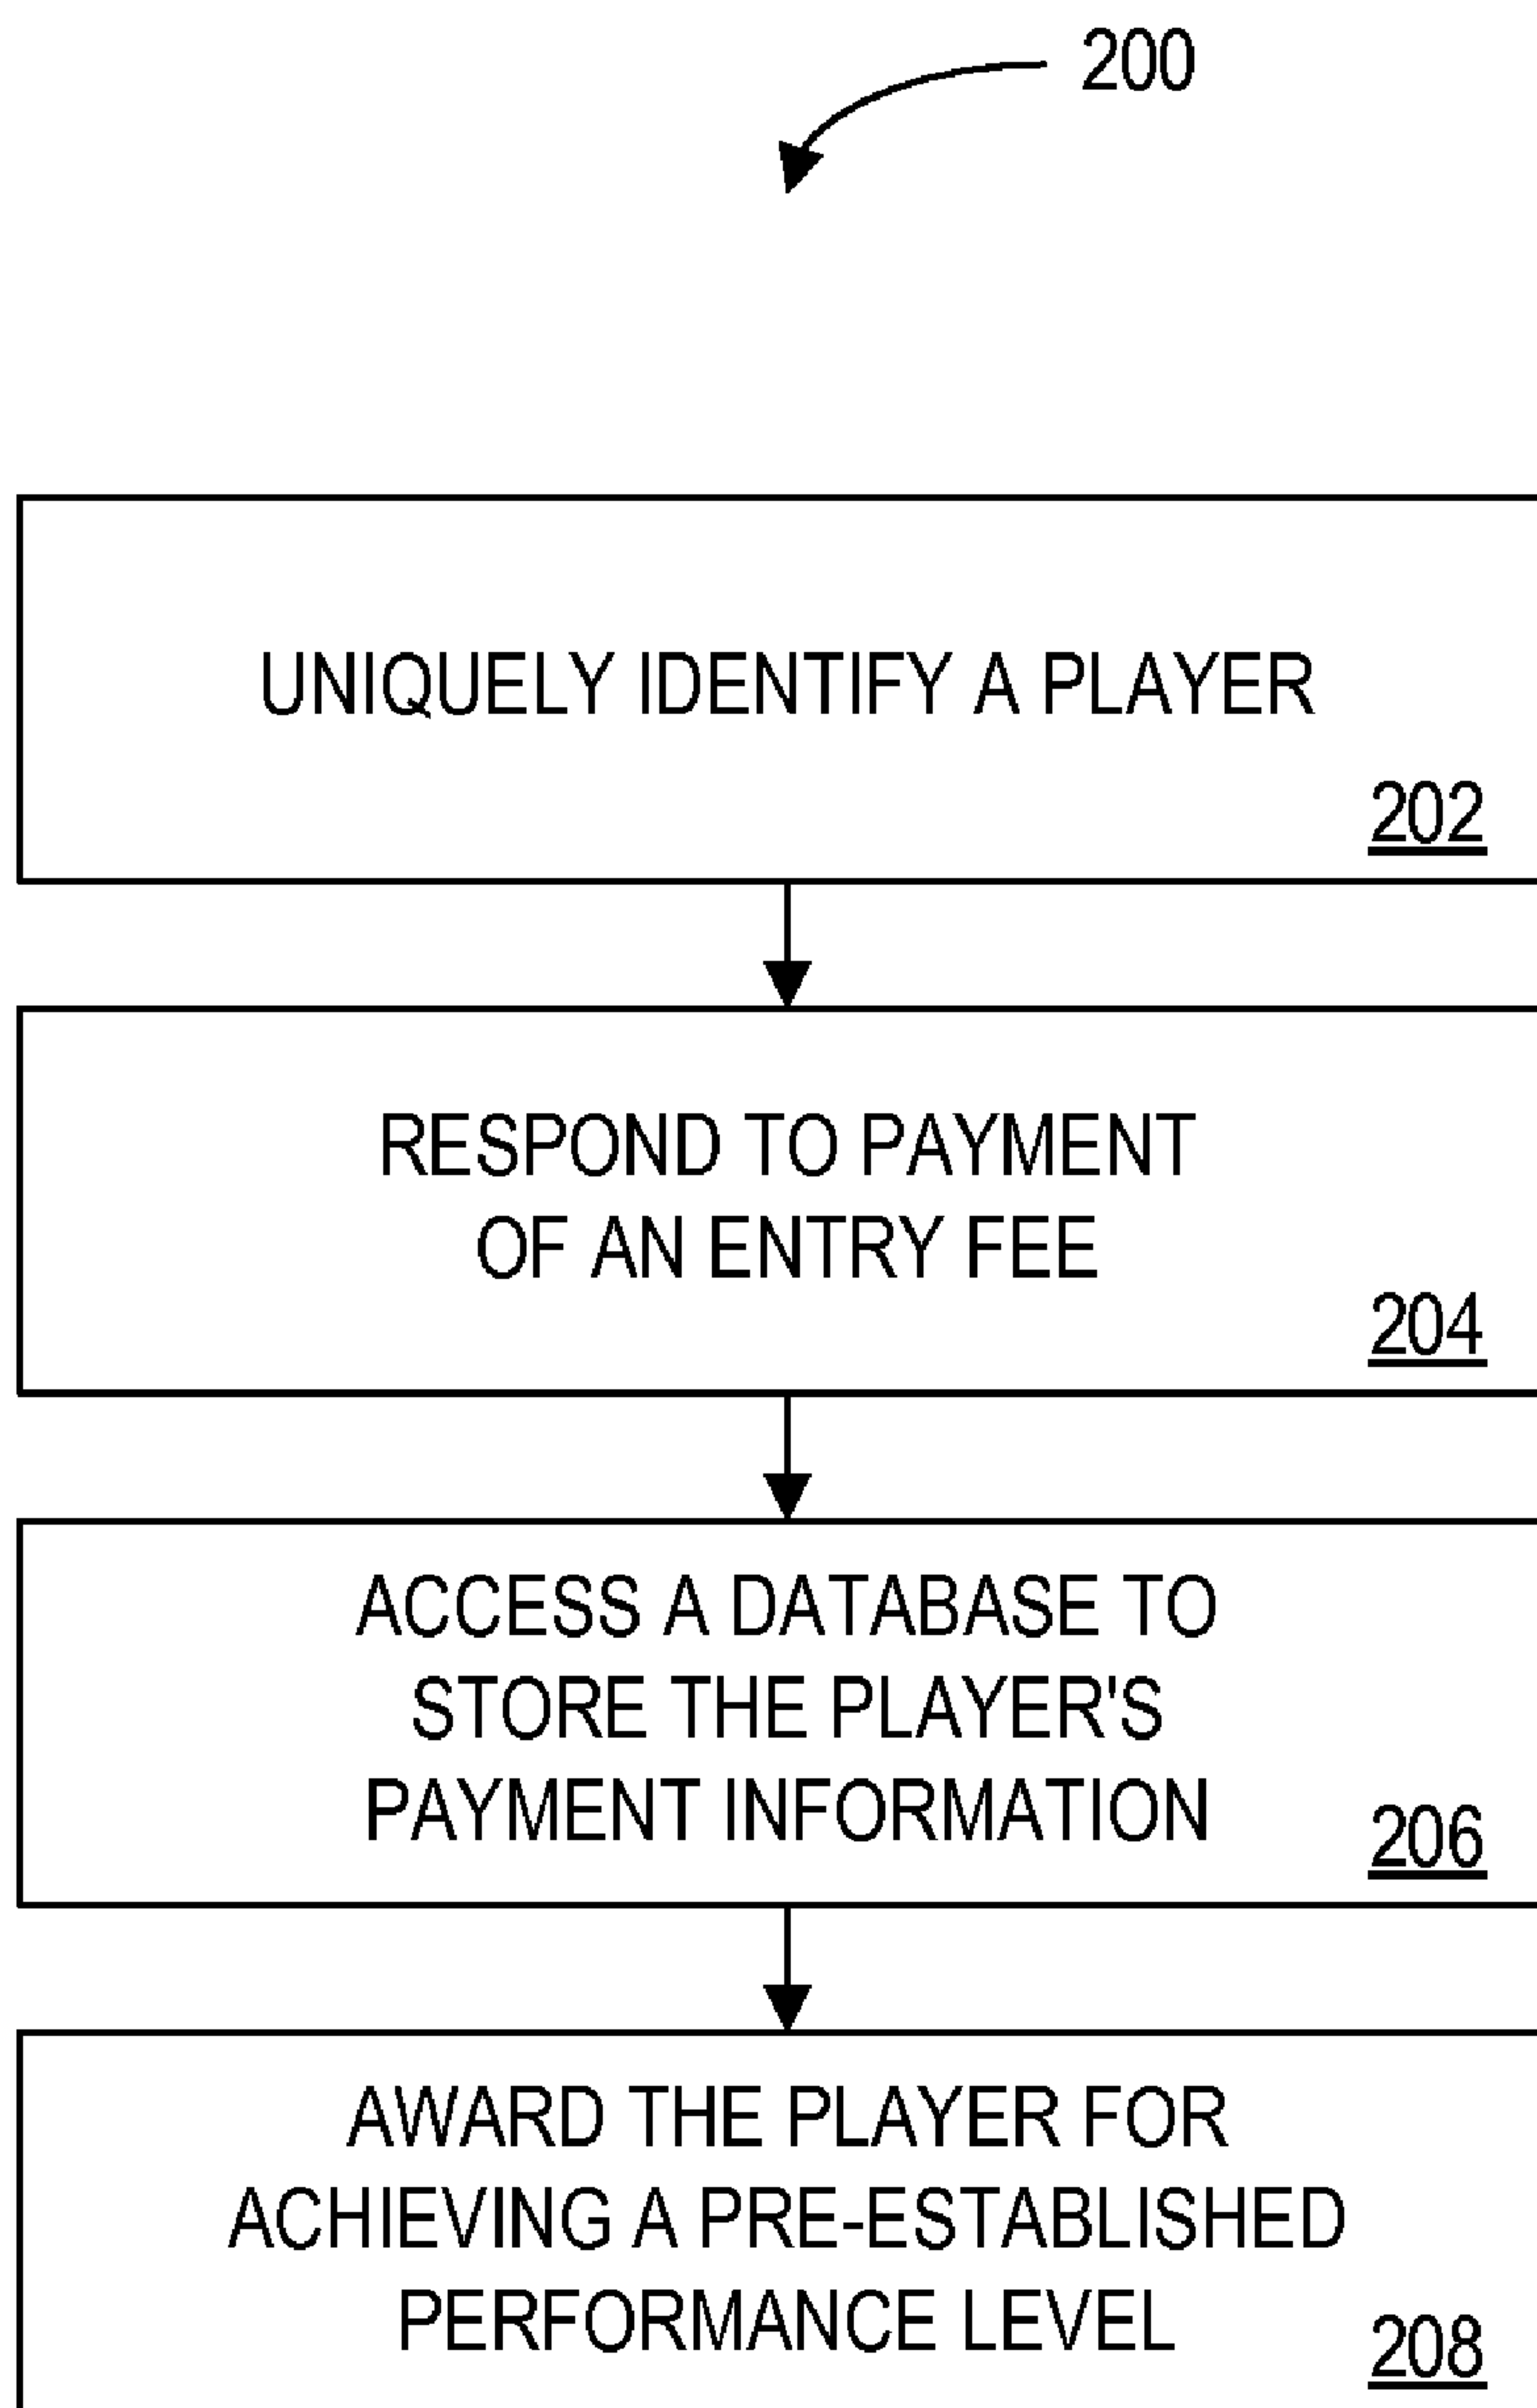 200
UNIQUELY IDENTIFY A PLAYER
202
RESPOND TO PAYMENT
OF AN ENTRY FEE
204
ACCESS A DATABASE TO
STORE THE PLAYER'S
PAYMENT INFORMATION
206
AWARD THE PLAYER FOR
ACHIEVING A PRE-ESTABLISHED
PERFORMANCE LEVEL
208